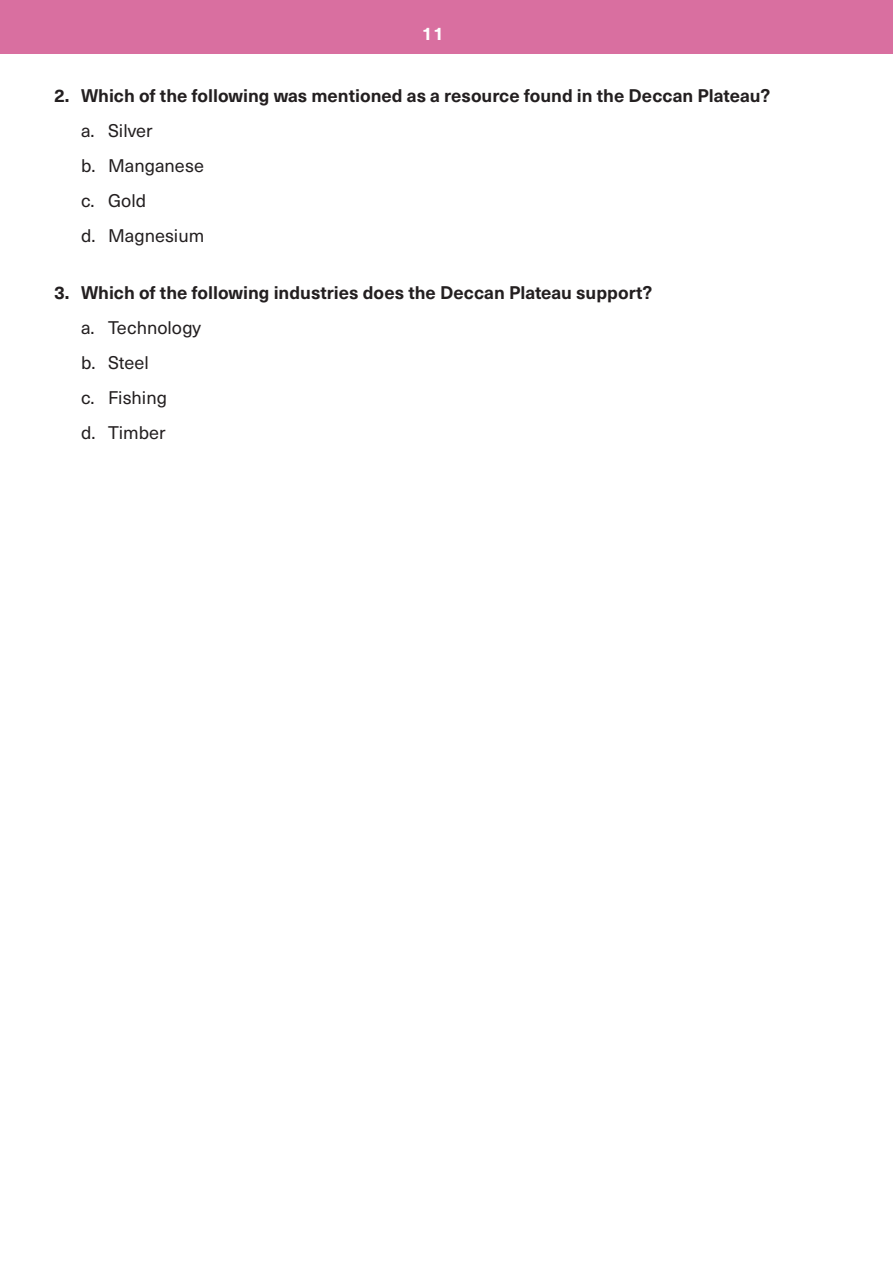 11
2. Which of the following was mentioned as a resource found in the Deccan Plateau?
a. Silver
b. Manganese
c. Gold
d. Magnesium
3. Which of the following industries does the Deccan Plateau support?
a. Technology
b. Steel
c. Fishing
d. Timber